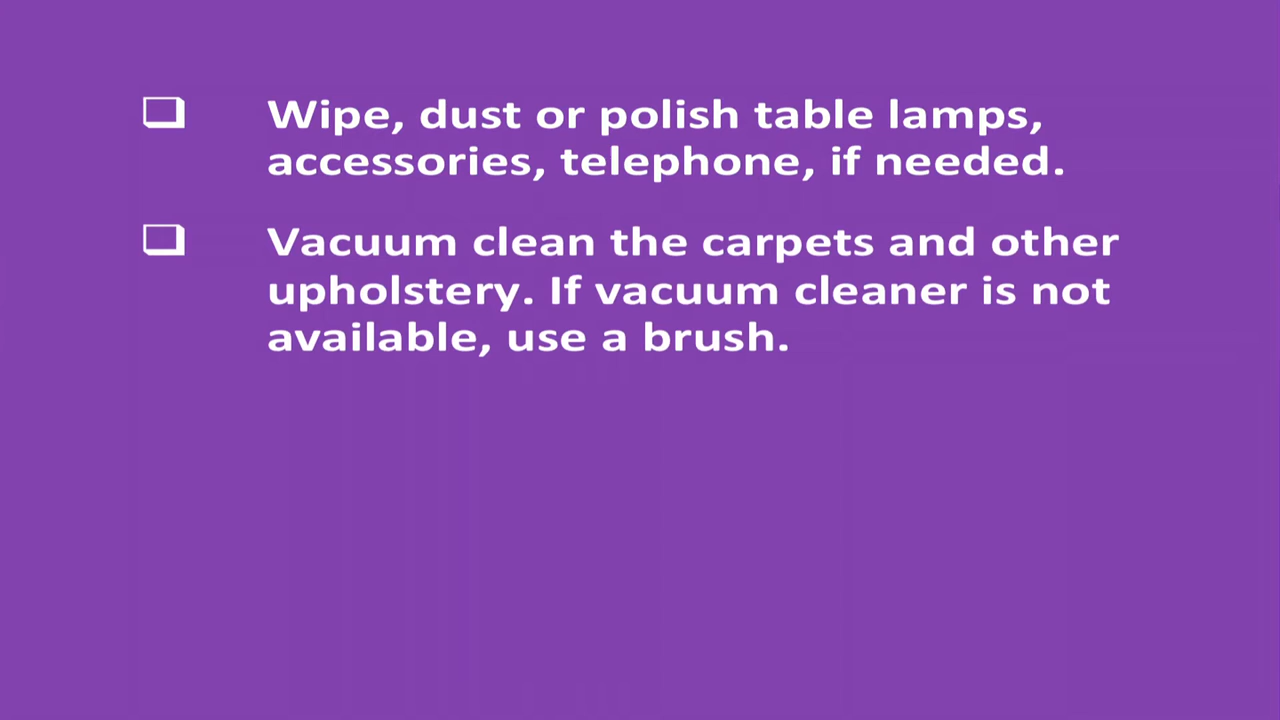 ❏ Wipe, dust or polish table lamps,
accessories, telephone, if needed.
❏ Vacuum clean the carpets and other
upholstery. If vacuum cleaner is not
available, use a brush.